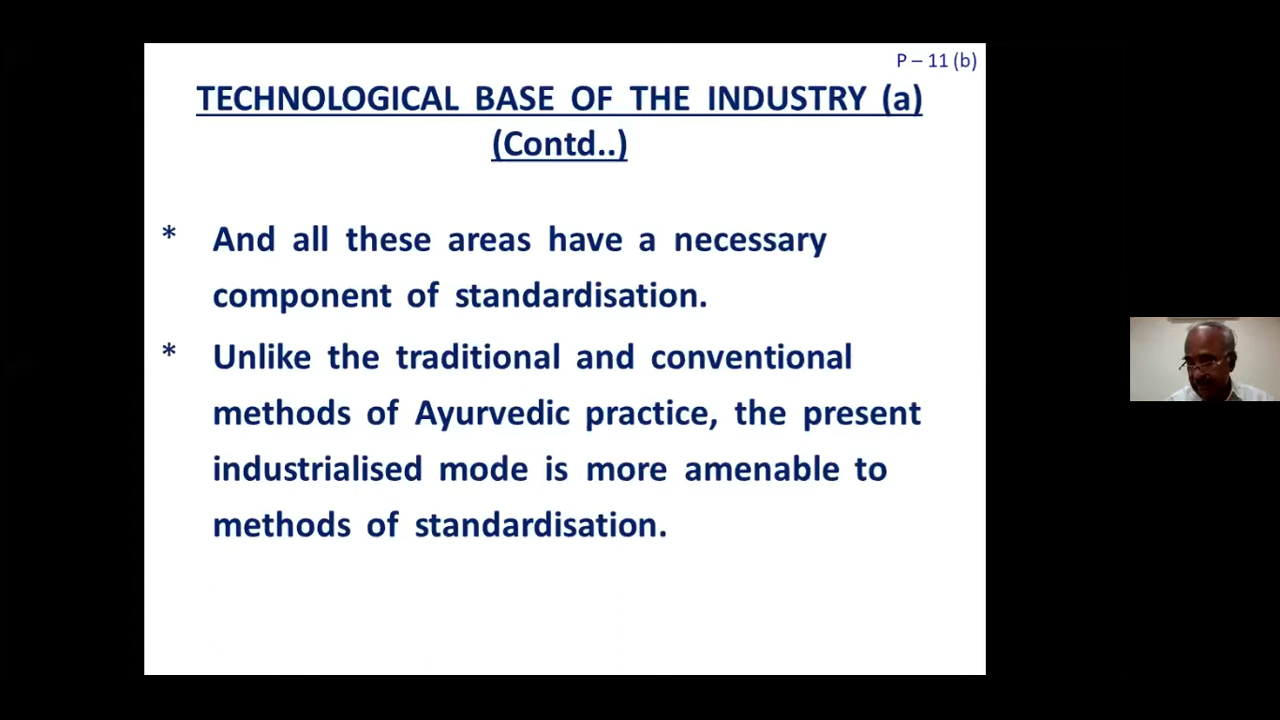 P – 11 (b)
TECHNOLOGICAL BASE OF THE INDUSTRY (a)
(Contd..)
* And all these areas have a necessary
component of standardisation.
* Unlike the traditional and conventional
methods of Ayurvedic practice, the present
industrialised mode is more amenable to
methods of standardisation.